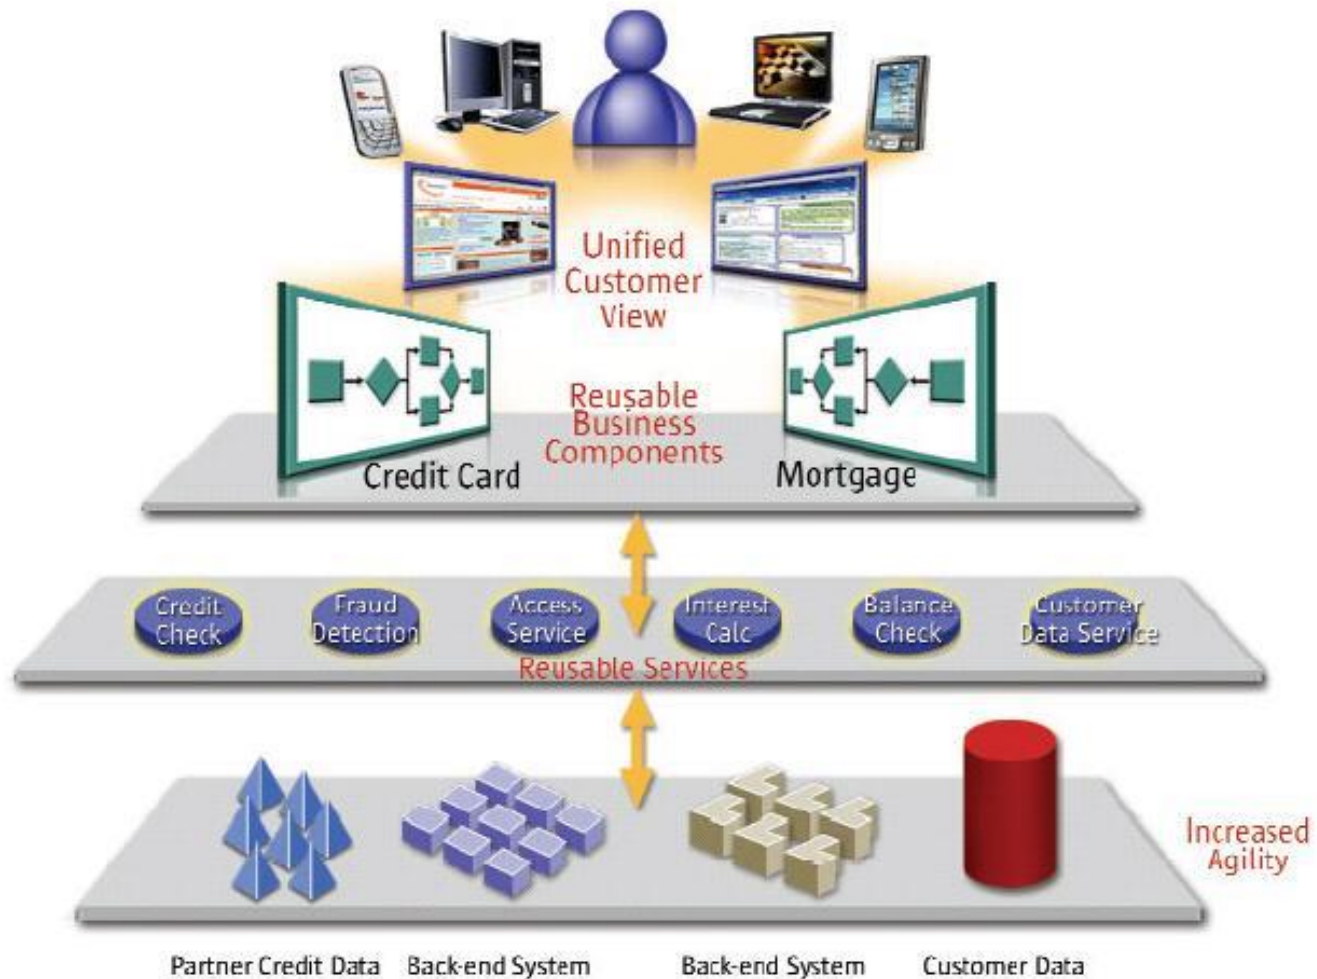 Unified
Customer
View
Reusable
Business
Components
Credit Card
Mortgage
Credit
Check
Fraud
Detection
Access
Service
Interest
Calc
Balance
Check
Customer
Data Service
Reusable Services
Increased
Agility
Partner Credit Data
Back-end System
Back-end System
Customer Data